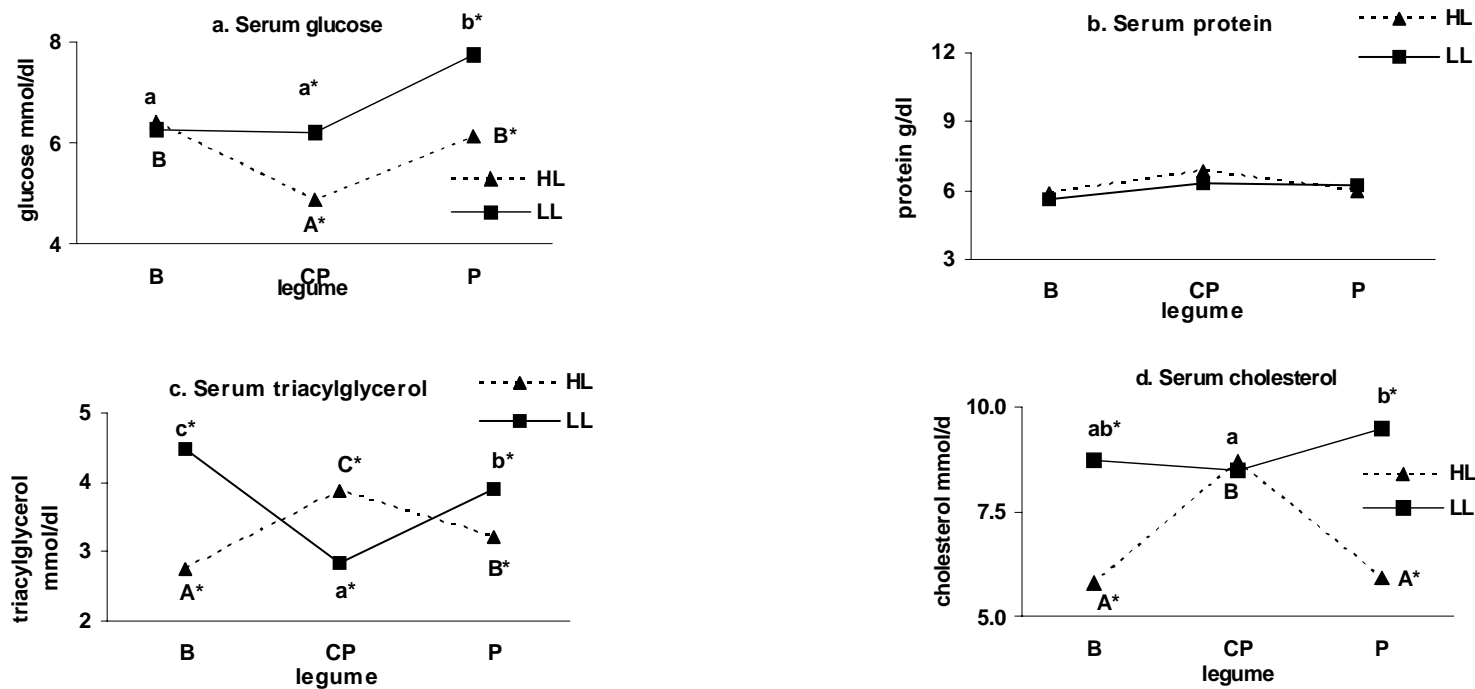 a. Serum glucose
glucose mmol/dl
8
6
4
a
a*
b*
B
A*
B*
HL
LL
B
CP
P
legume
b. Serum protein
HL
LL
protein g/dl
12
9
6
3
B
CP
P
legume
c. Serum triacylglycerol
HL
LL
triacylglycerol
mmol/dl
5
4
3
2
c*
C*
b*
A*
a*
B*
B
CP
P
legume
d. Serum cholesterol
cholesterol mmol/d
10.0
7.5
5.0
ab*
a
b*
B
A*
A*
HL
LL
B
CP
P
legume